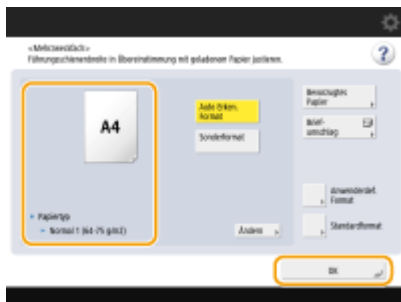 <Mehrzweckfach>
Führungsschienenbreite in Übereinstimmung mit geladenem Papier justieren.
?
A4
Auto Erken.
Format
Sonderformat
Bevorzugtes
Papier
Brief-
umschlag
Anwenderdef.
Format
Papiertyp
Normal 1 (64-75 g/m2)
Ändern
Standardformat
OK